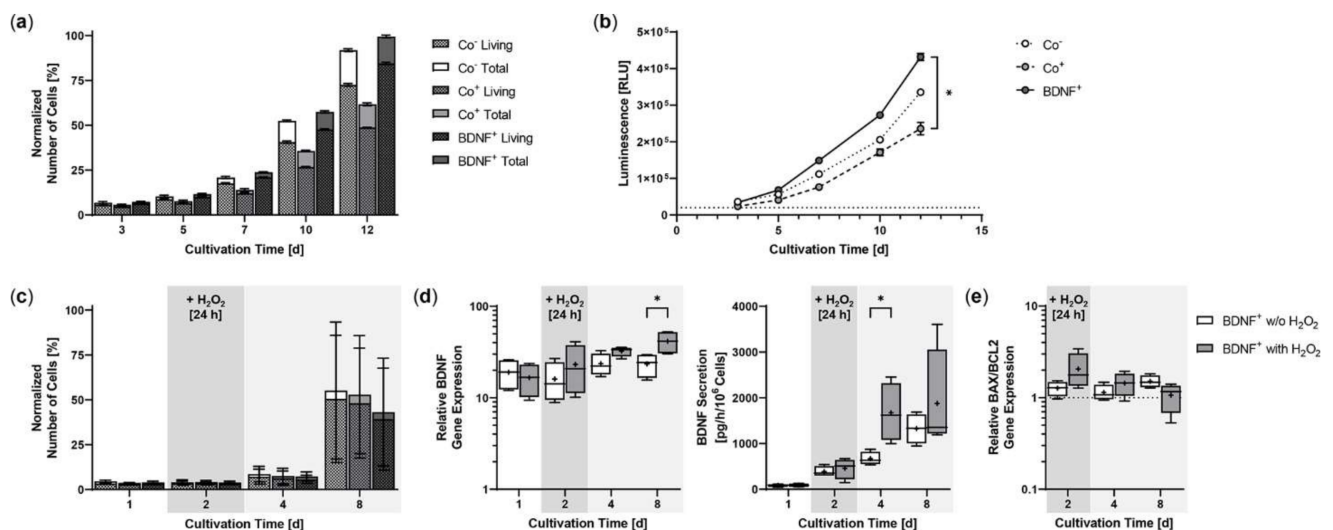 (a)
Normalized
Number of Cells [%]
100
75
50
25
0
3 5 7 10 12
Cultivation Time [d]
Co⁻ Living
Co⁻ Total
Co⁺ Living
Co⁺ Total
BDNF⁺ Living
BDNF⁺ Total
(b)
Luminescence [RLU]
5×10⁵
4×10⁵
3×10⁵
2×10⁵
1×10⁵
0
0 5 10 15
Cultivation Time [d]
*
Co⁻
Co⁺
BDNF⁺
(c)
Normalized
Number of Cells [%]
100
75
50
25
0
+ H₂O₂
[24 h]
1 2 4 8
Cultivation Time [d]
(d)
Relative BDNF
Gene Expression
100
10
1
+ H₂O₂
[24 h]
*
1 2 4 8
Cultivation Time [d]
BDNF Secretion
[pg/h/10⁶ Cells]
4000
3000
2000
1000
0
+ H₂O₂
[24 h]
*
1 2 4 8
Cultivation Time [d]
(e)
Relative BAX/BCL2
Gene Expression
10
1
0.1
+ H₂O₂
[24 h]
2 4 8
Cultivation Time [d]
BDNF⁺ w/o H₂O₂
BDNF⁺ with H₂O₂